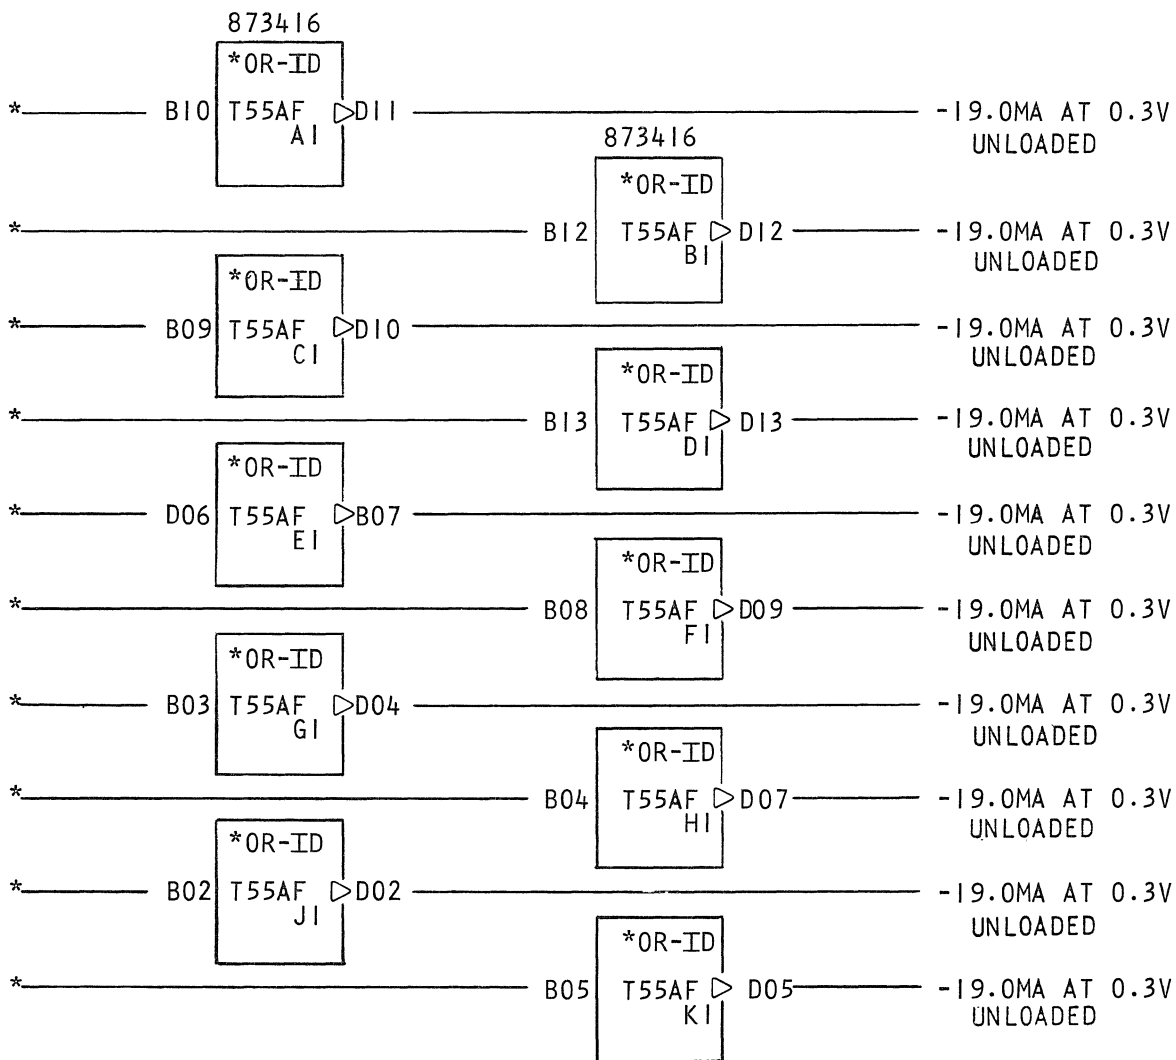 873416
*OR-ID
* B10 T55AF D11 -19.0MA AT 0.3V
A1 UNLOADED
873416
*OR-ID
* B12 T55AF D12 -19.0MA AT 0.3V
B1 UNLOADED
*OR-ID
* B09 T55AF D10 -19.0MA AT 0.3V
C1 UNLOADED
*OR-ID
* B13 T55AF D13 -19.0MA AT 0.3V
D1 UNLOADED
*OR-ID
* D06 T55AF B07 -19.0MA AT 0.3V
E1 UNLOADED
*OR-ID
* B08 T55AF D09 -19.0MA AT 0.3V
F1 UNLOADED
*OR-ID
* B03 T55AF D04 -19.0MA AT 0.3V
G1 UNLOADED
*OR-ID
* B04 T55AF D07 -19.0MA AT 0.3V
H1 UNLOADED
*OR-ID
* B02 T55AF D02 -19.0MA AT 0.3V
J1 UNLOADED
*OR-ID
* B05 T55AF D05 -19.0MA AT 0.3V
K1 UNLOADED